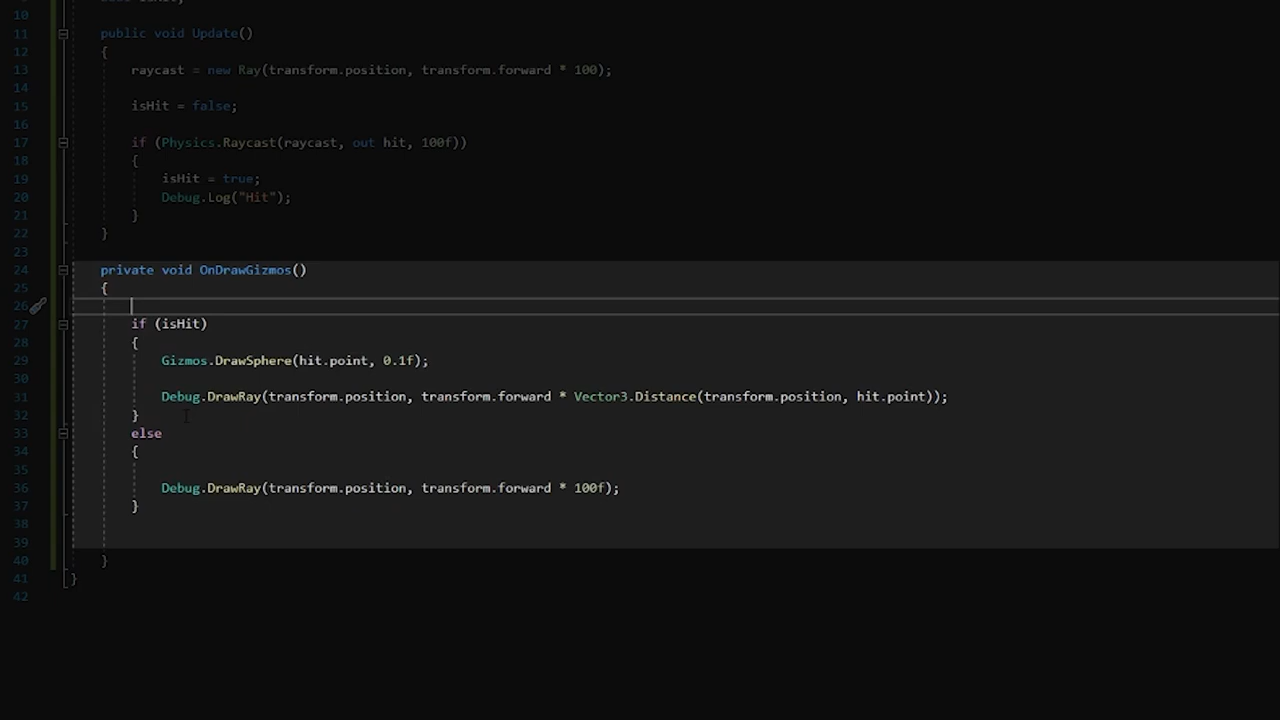 10
11 public void Update()
12 {
13 raycast = new Ray(transform.position, transform.forward * 100);
14
15 isHit = false;
16
17 if (Physics.Raycast(raycast, out hit, 100f))
18 {
19 isHit = true;
20 Debug.Log("Hit");
21 }
22 }
23
24 private void OnDrawGizmos()
25 {
26
27 if (isHit)
28 {
29 Gizmos.DrawSphere(hit.point, 0.1f);
30
31 Debug.DrawRay(transform.position, transform.forward * Vector3.Distance(transform.position, hit.point));
32 }
33 else
34 {
35
36 Debug.DrawRay(transform.position, transform.forward * 100f);
37 }
38
39
40 }
41 }
42